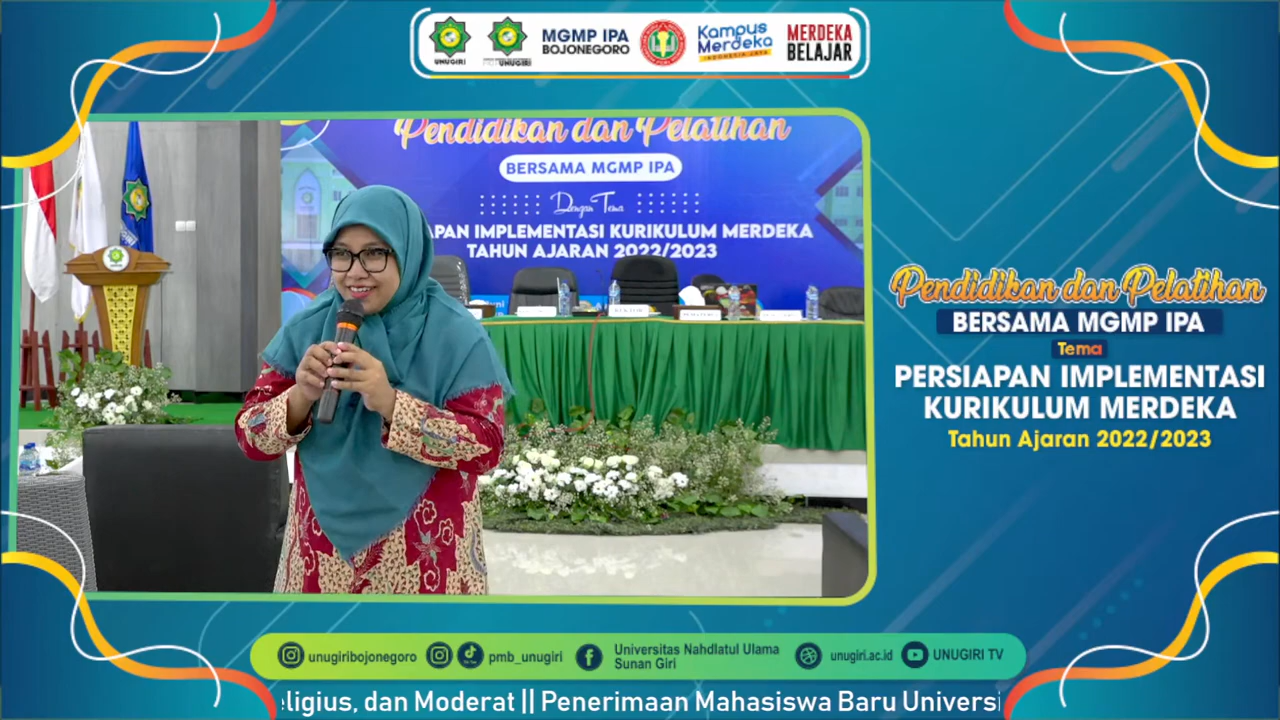 UNUGIRI
UNUGIRI
MGMP IPA
BOJONEGORO
Kampus
Merdeka
INDONESIA JAYA
MERDEKA
BELAJAR
Pendidikan dan Pelatihan
BERSAMA MGMP IPA
Dengan Tema
APAN IMPLEMENTASI KURIKULUM MERDEKA
TAHUN AJARAN 2022/2023
Pendidikan dan Pelatihan
BERSAMA MGMP IPA
Tema
PERSIAPAN IMPLEMENTASI
KURIKULUM MERDEKA
Tahun Ajaran 2022/2023
unugiribojonegoro
pmb_unugiri
Universitas Nahdlatul Ulama
Sunan Giri
unugiri.ac.id
UNUGIRI TV
eligius, dan Moderat || Penerimaan Mahasiswa Baru Universi